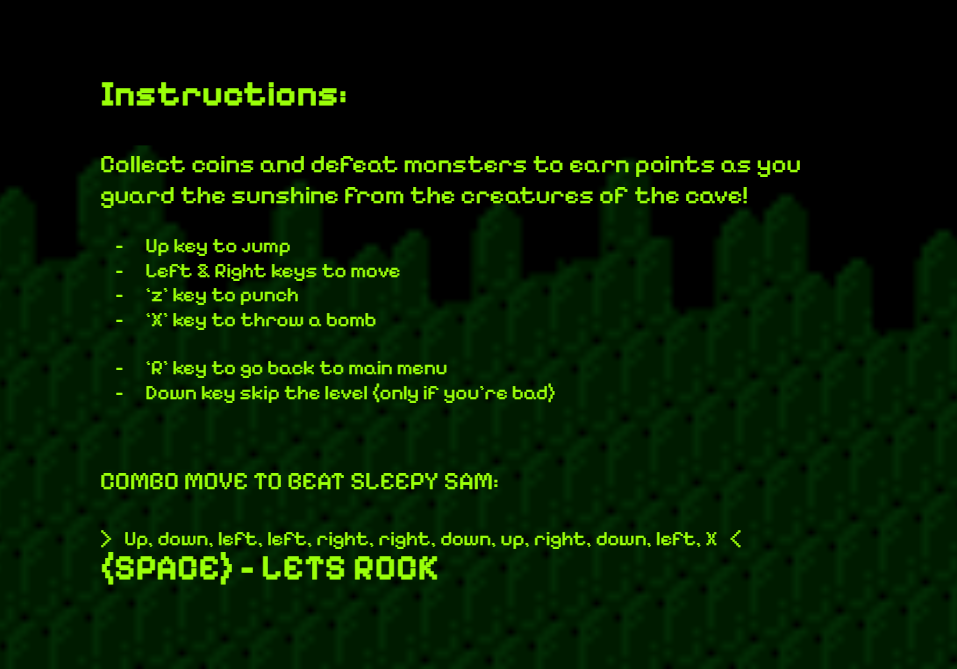 Instructions:
Collect coins and defeat monsters to earn points as you
guard the sunshine from the creatures of the cave!
- Up key to Jump
- Left & Right keys to move
- 'z' key to punch
- 'X' key to throw a bomb
- 'R' key to go back to main menu
- Down key skip the level {only if you're bad}
COMBO MOVE TO BEAT SLEEPY SAM:
> Up, down, left, left, right, right, down, up, right, down, left, X <
{SPACE} - LETS ROCK